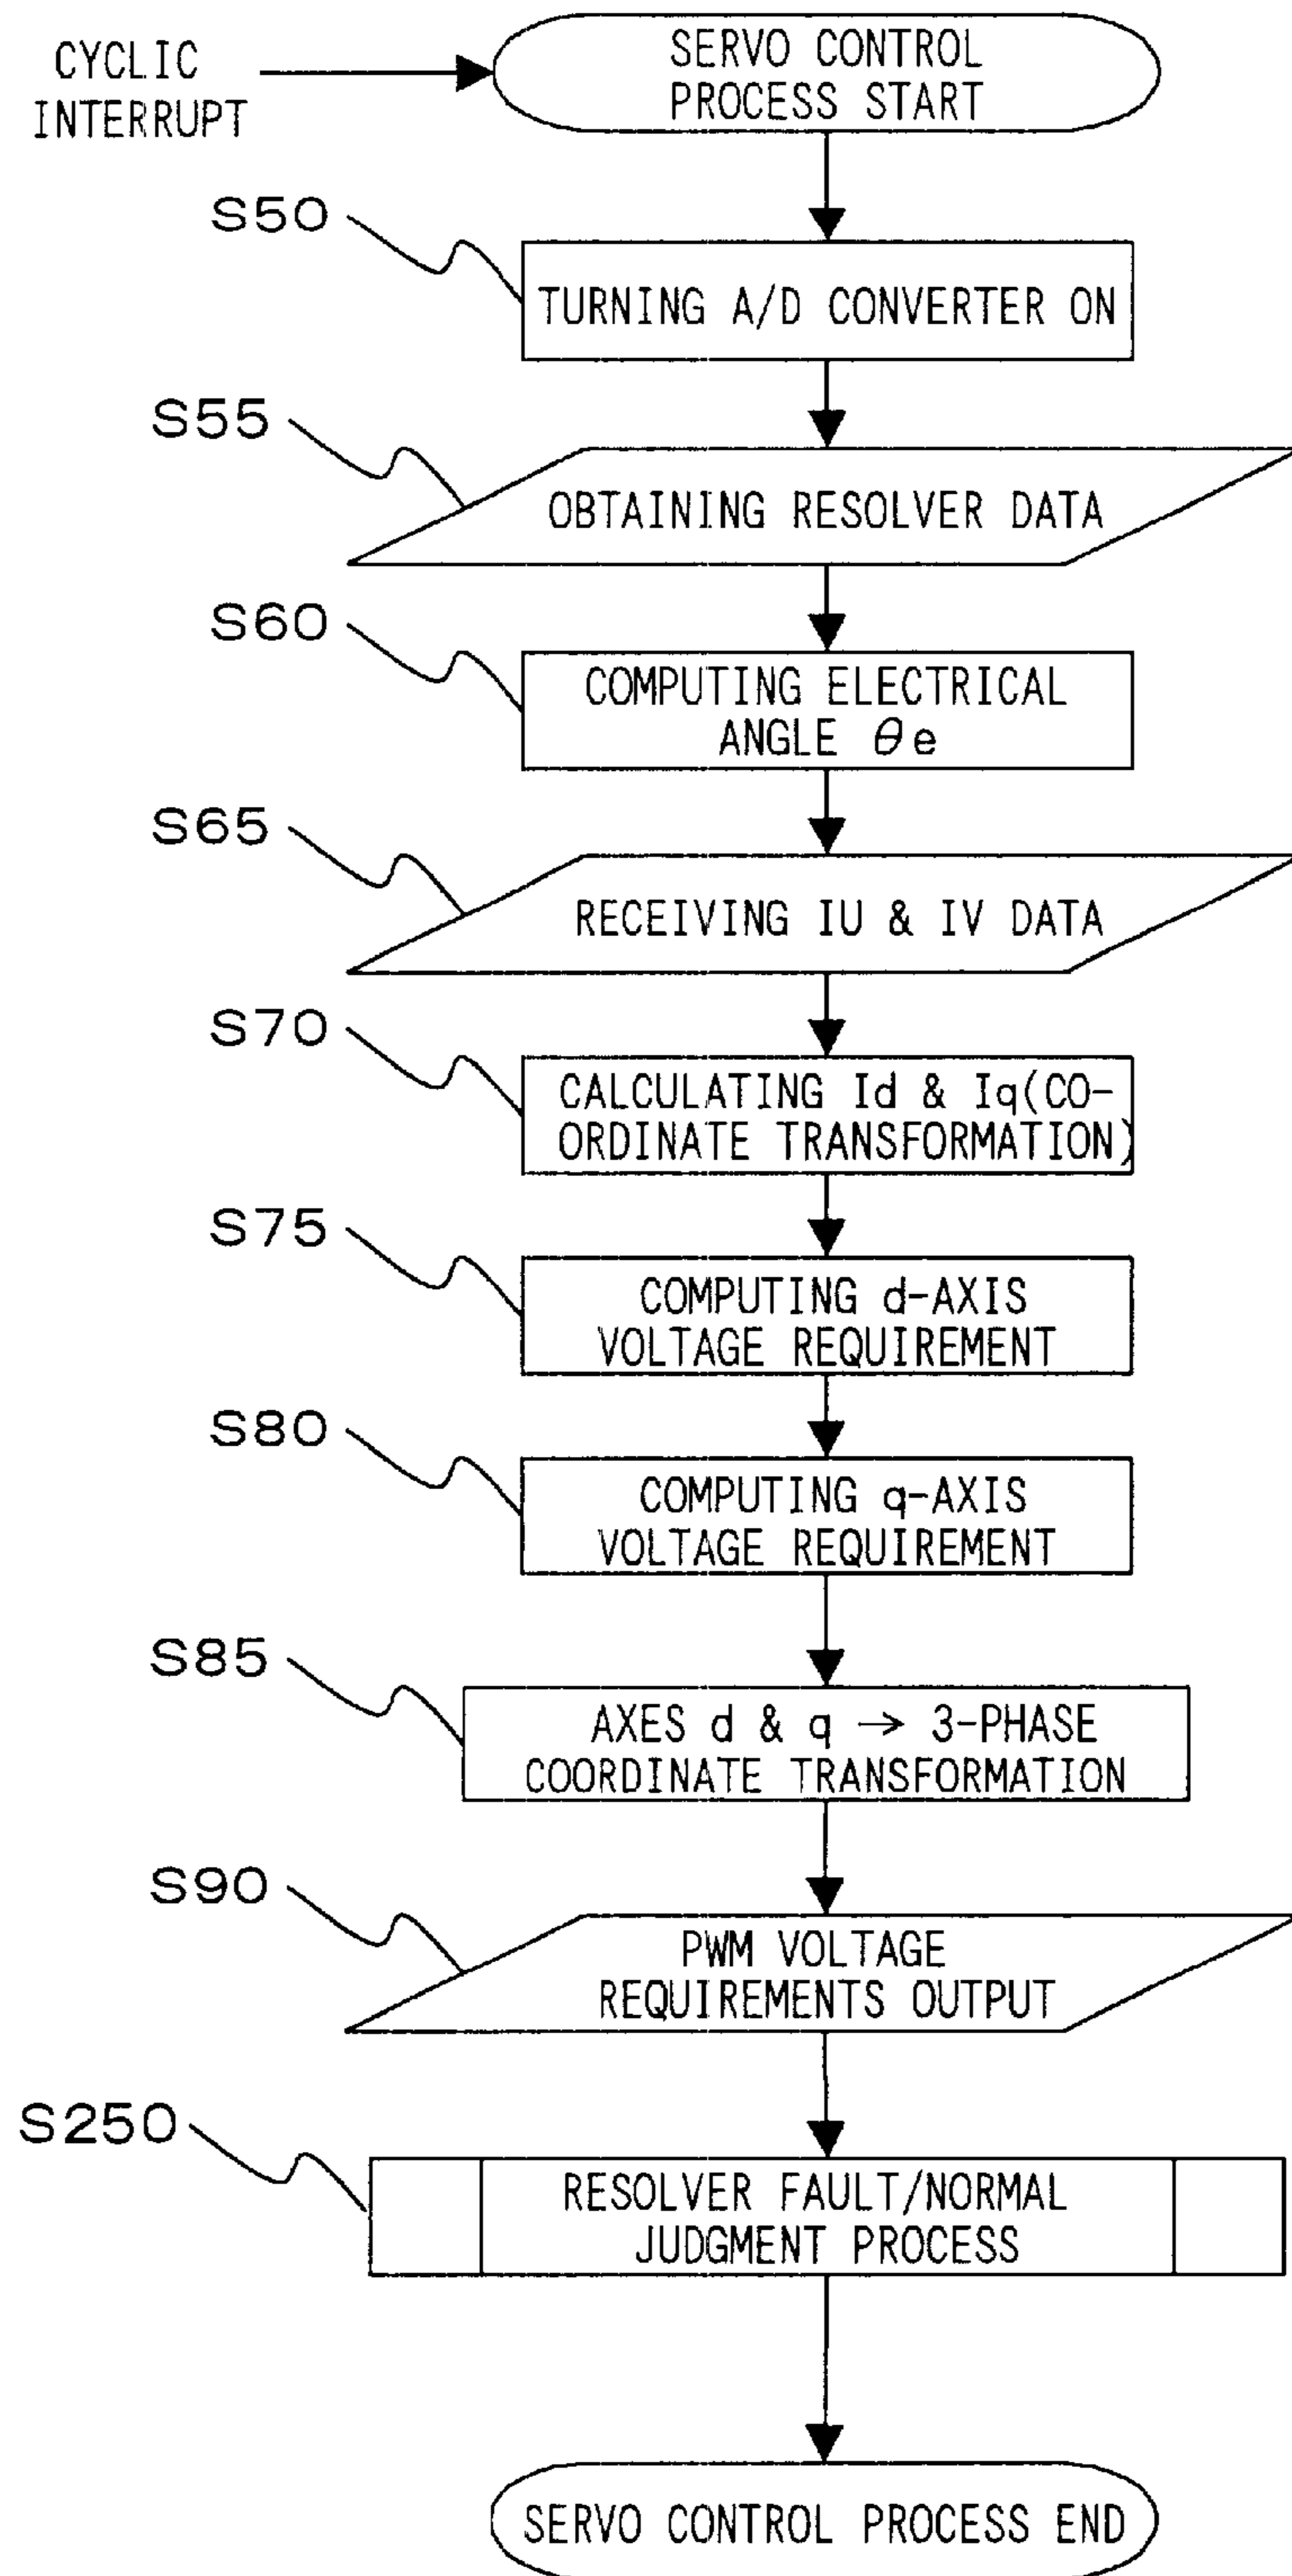 CYCLIC
INTERRUPT
SERVO CONTROL
PROCESS START
S50
TURNING A/D CONVERTER ON
S55
OBTAINING RESOLVER DATA
S60
COMPUTING ELECTRICAL
ANGLE θe
S65
RECEIVING IU & IV DATA
S70
CALCULATING Id & Iq(CO-
ORDINATE TRANSFORMATION)
S75
COMPUTING d-AXIS
VOLTAGE REQUIREMENT
S80
COMPUTING q-AXIS
VOLTAGE REQUIREMENT
S85
AXES d & q → 3-PHASE
COORDINATE TRANSFORMATION
S90
PWM VOLTAGE
REQUIREMENTS OUTPUT
S250
RESOLVER FAULT/NORMAL
JUDGMENT PROCESS
SERVO CONTROL PROCESS END